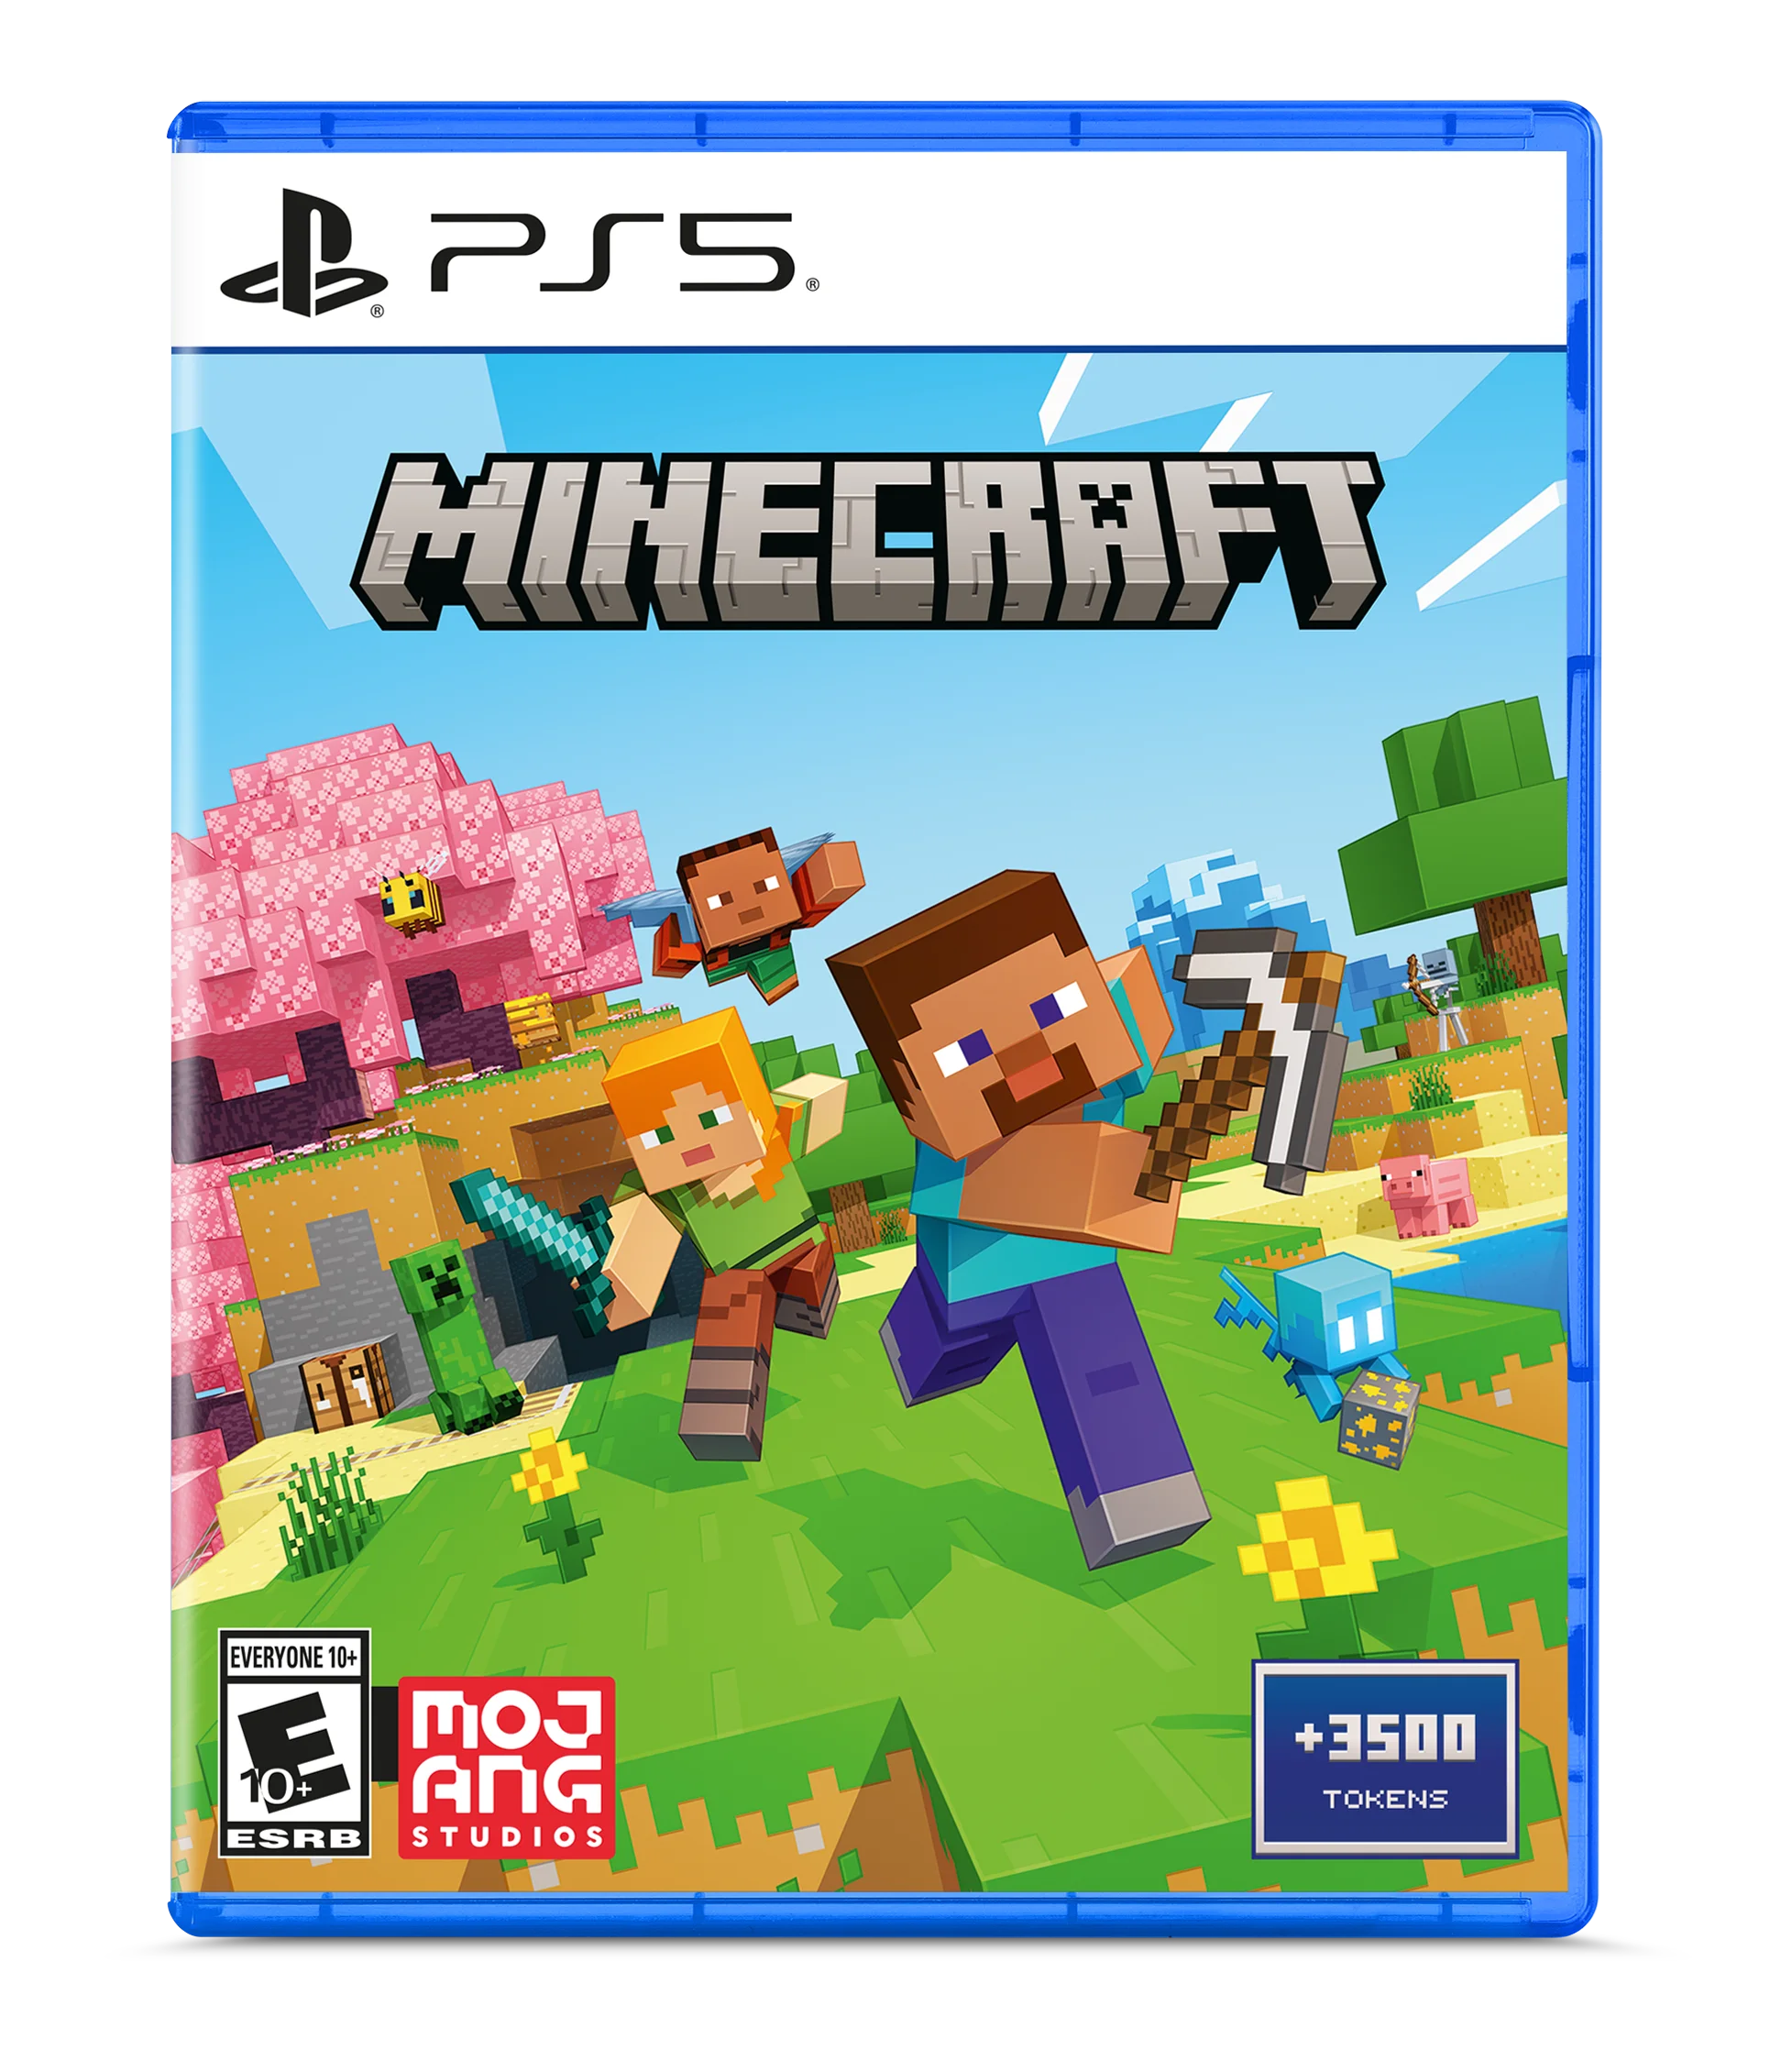 PS5®
®
MINECRAFT
EVERYONE 10+
E
10+
ESRB
MOJ
ANG
STUDIOS
+3500
TOKENS